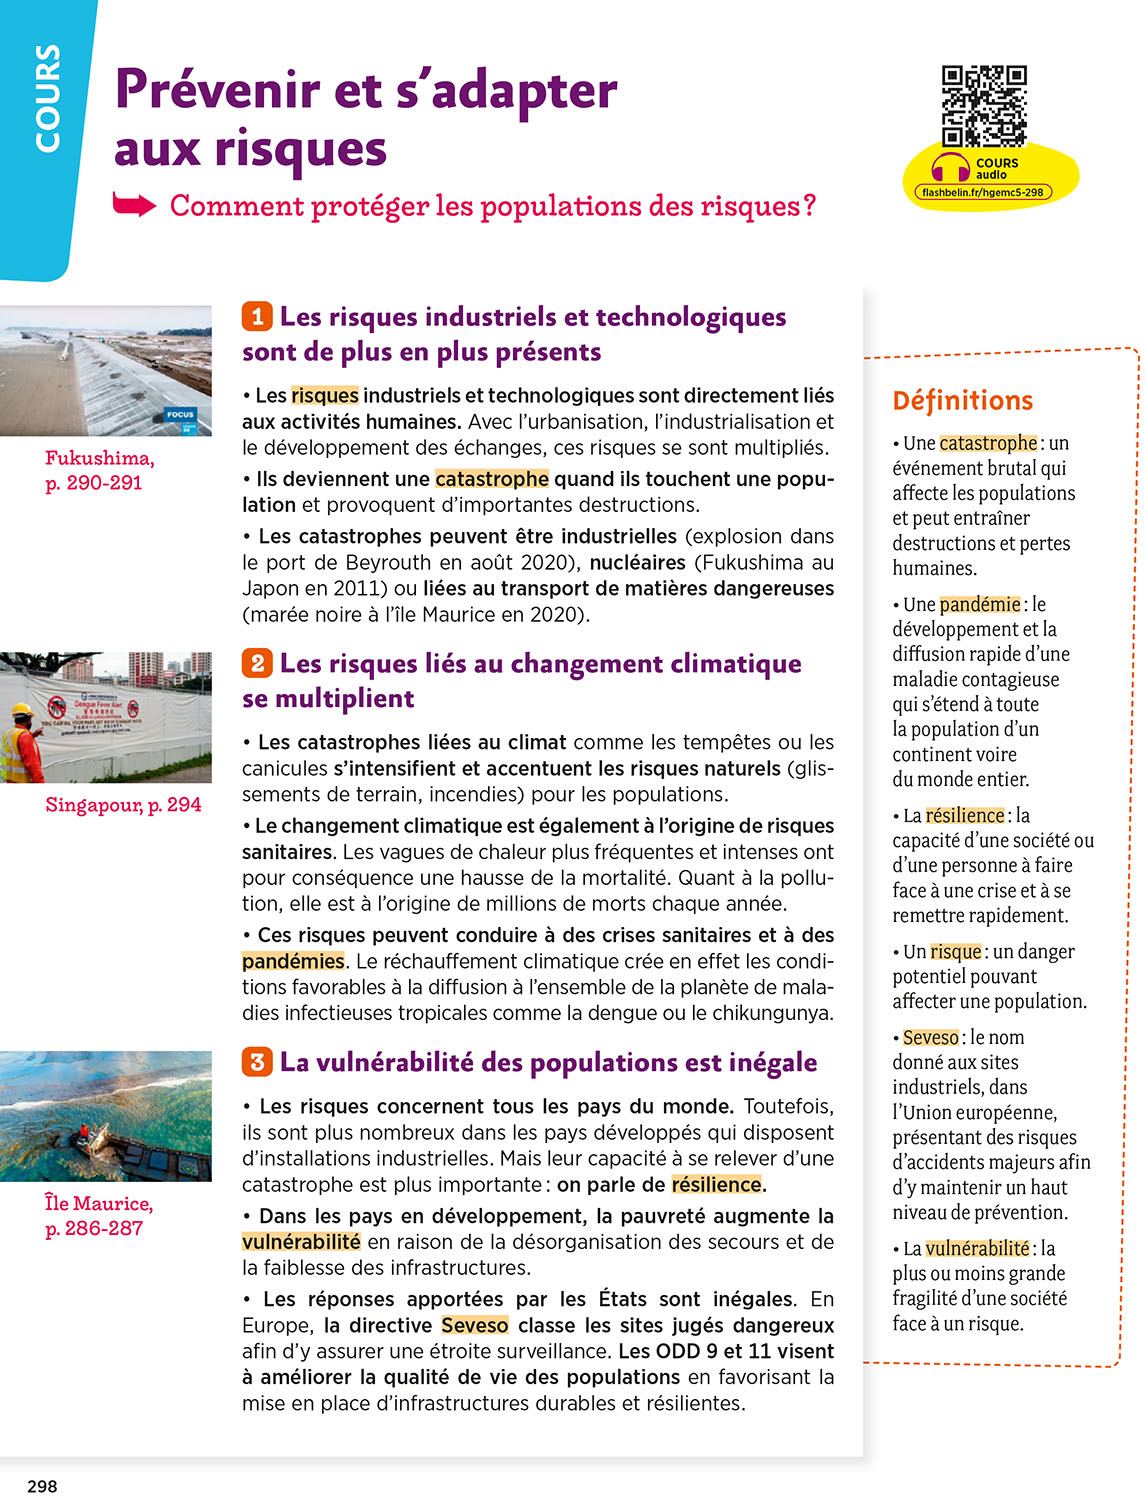 COURS
Prévenir et s'adapter
aux risques
Comment protéger les populations des risques ?
COURS
audio
flashbelin.fr/hgemc5-298
FOCUS
Fukushima,
p. 290-291
1 Les risques industriels et technologiques
sont de plus en plus présents
• Les risques industriels et technologiques sont directement liés
aux activités humaines. Avec l'urbanisation, l'industrialisation et
le développement des échanges, ces risques se sont multipliés.
• Ils deviennent une catastrophe quand ils touchent une popu-
lation et provoquent d'importantes destructions.
• Les catastrophes peuvent être industrielles (explosion dans
le port de Beyrouth en août 2020), nucléaires (Fukushima au
Japon en 2011) ou liées au transport de matières dangereuses
(marée noire à l'île Maurice en 2020).
Dengue Fever Alert
Singapour, p. 294
2 Les risques liés au changement climatique
se multiplient
• Les catastrophes liées au climat comme les tempêtes ou les
canicules s'intensifient et accentuent les risques naturels (glis-
sements de terrain, incendies) pour les populations.
• Le changement climatique est également à l'origine de risques
sanitaires. Les vagues de chaleur plus fréquentes et intenses ont
pour conséquence une hausse de la mortalité. Quant à la pollu-
tion, elle est à l'origine de millions de morts chaque année.
• Ces risques peuvent conduire à des crises sanitaires et à des
pandémies. Le réchauffement climatique crée en effet les condi-
tions favorables à la diffusion à l'ensemble de la planète de mala-
dies infectieuses tropicales comme la dengue ou le chikungunya.
Île Maurice,
p. 286-287
3 La vulnérabilité des populations est inégale
• Les risques concernent tous les pays du monde. Toutefois,
ils sont plus nombreux dans les pays développés qui disposent
d'installations industrielles. Mais leur capacité à se relever d'une
catastrophe est plus importante : on parle de résilience.
• Dans les pays en développement, la pauvreté augmente la
vulnérabilité en raison de la désorganisation des secours et de
la faiblesse des infrastructures.
• Les réponses apportées par les États sont inégales. En
Europe, la directive Seveso classe les sites jugés dangereux
afin d'y assurer une étroite surveillance. Les ODD 9 et 11 visent
à améliorer la qualité de vie des populations en favorisant la
mise en place d'infrastructures durables et résilientes.
Définitions
• Une catastrophe : un
événement brutal qui
affecte les populations
et peut entraîner
destructions et pertes
humaines.
• Une pandémie : le
développement et la
diffusion rapide d'une
maladie contagieuse
qui s'étend à toute
la population d'un
continent voire
du monde entier.
• La résilience : la
capacité d'une société ou
d'une personne à faire
face à une crise et à se
remettre rapidement.
• Un risque : un danger
potentiel pouvant
affecter une population.
• Seveso : le nom
donné aux sites
industriels, dans
l'Union européenne,
présentant des risques
d'accidents majeurs afin
d'y maintenir un haut
niveau de prévention.
• La vulnérabilité : la
plus ou moins grande
fragilité d'une société
face à un risque.
298